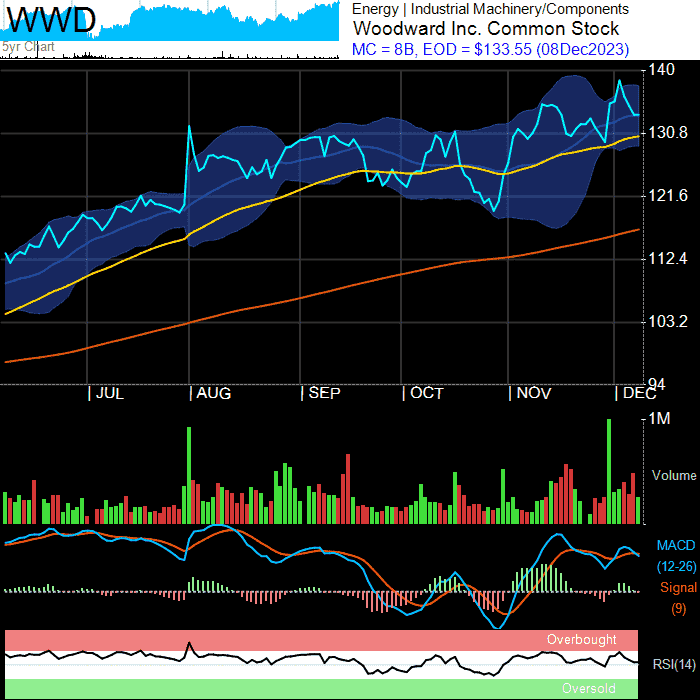 WWD
5yr Chart
Energy | Industrial Machinery/Components
Woodward Inc. Common Stock
MC = 8B, EOD = $133.55 (08Dec2023)
140
130.8
121.6
112.4
103.2
94
| JUL | AUG | SEP | OCT | NOV | DEC
1M
Volume
MACD
(12-26)
Signal
(9)
Overbought
RSI(14)
Oversold